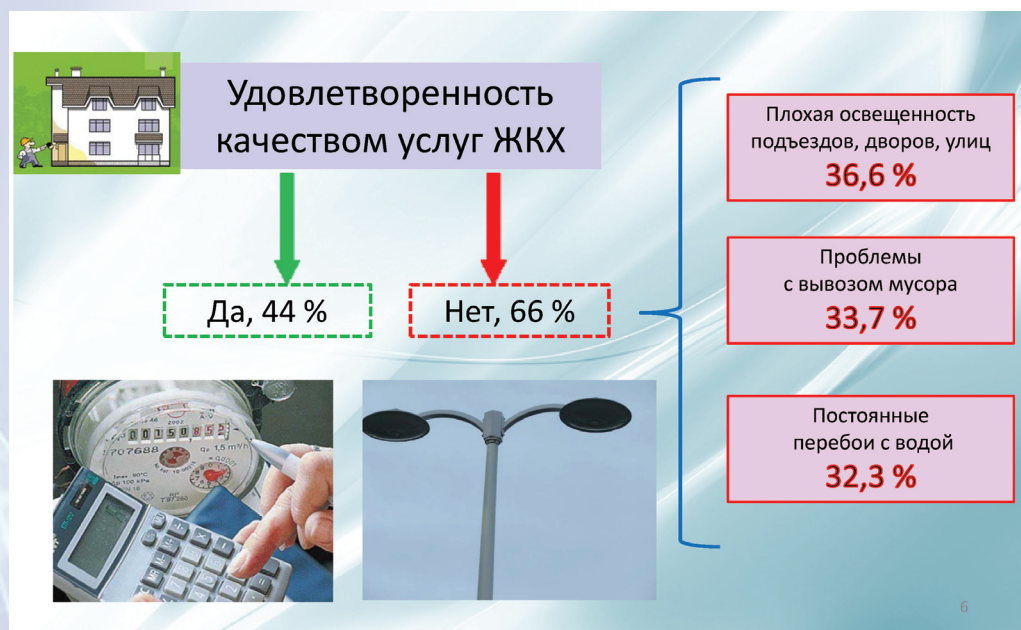 Удовлетворенность
качеством услуг ЖКХ
Да, 44 %
Нет, 66 %
Плохая освещенность
подъездов, дворов, улиц
36,6 %
Проблемы
с вывозом мусора
33,7 %
Постоянные
перебои с водой
32,3 %
707688
6